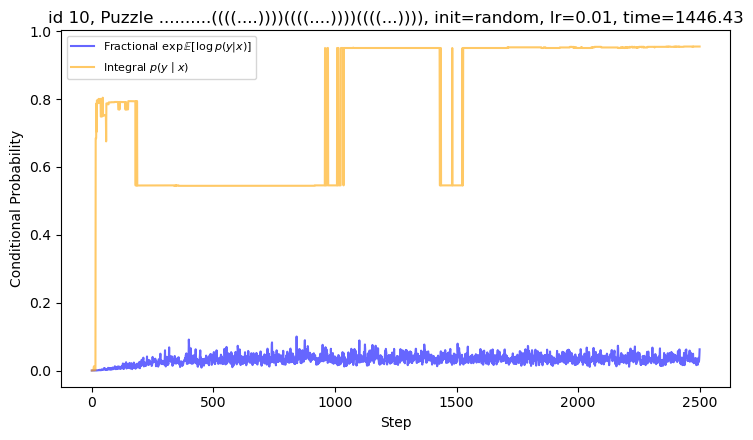 id 10, Puzzle ..........((((....))))((((....))))((((...)))), init=random, lr=0.01, time=1446.43
Fractional exp 𝔼[log p(y|x)]
Integral p(y | x)
Conditional Probability
1.0
0.8
0.6
0.4
0.2
0.0
0
500
1000
1500
2000
2500
Step